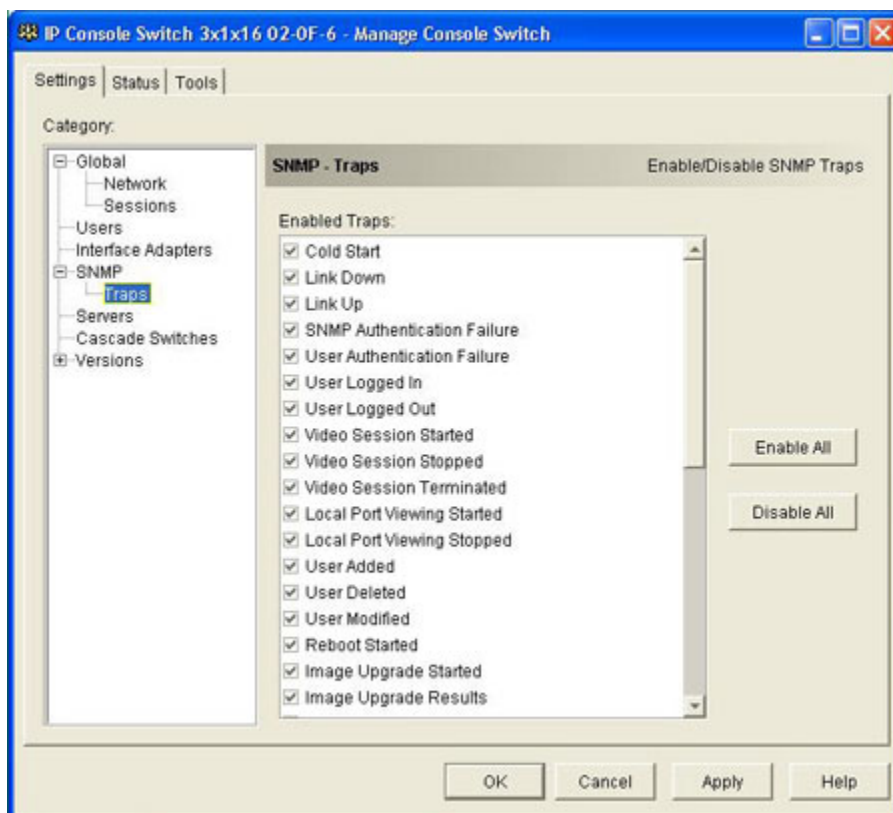 IP Console Switch 3x1x16 02-0F-6 - Manage Console Switch
Settings Status Tools
Category:
Global
Network
Sessions
Users
Interface Adapters
SNMP
Traps
Servers
Cascade Switches
Versions
SNMP - Traps Enable/Disable SNMP Traps
Enabled Traps:
Cold Start
Link Down
Link Up
SNMP Authentication Failure
User Authentication Failure
User Logged In
User Logged Out
Video Session Started
Video Session Stopped
Video Session Terminated
Local Port Viewing Started
Local Port Viewing Stopped
User Added
User Deleted
User Modified
Reboot Started
Image Upgrade Started
Image Upgrade Results
Enable All
Disable All
OK Cancel Apply Help